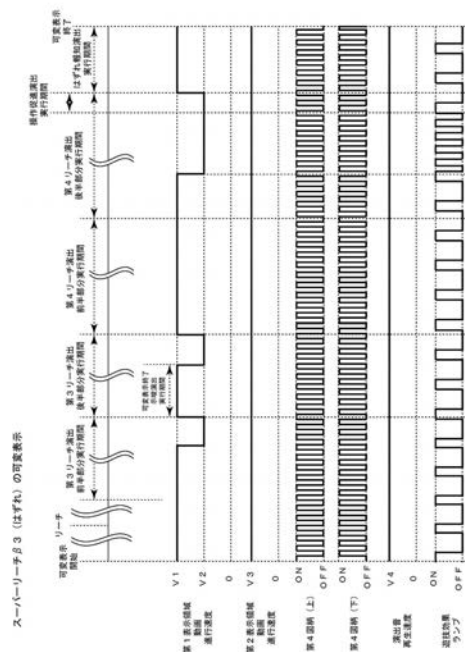 スーパーリーチβ3（はずれ）の可変表示
可変表示
開始
リーチ
第3リーチ演出
前半部分実行期間
第3リーチ演出
後半部分実行期間
可変表示終了
示唆演出
実行期間
第4リーチ演出
前半部分実行期間
第4リーチ演出
後半部分実行期間
操作促進演出
実行期間
はずれ報知演出
実行期間
可変表示
終了
第1表示領域
動画
進行速度
V1
V2
0
第2表示領域
動画
進行速度
V3
0
第4図柄（上）
ON
OFF
第4図柄（下）
ON
OFF
演出音
再生速度
V4
0
遊技効果
ランプ
ON
OFF